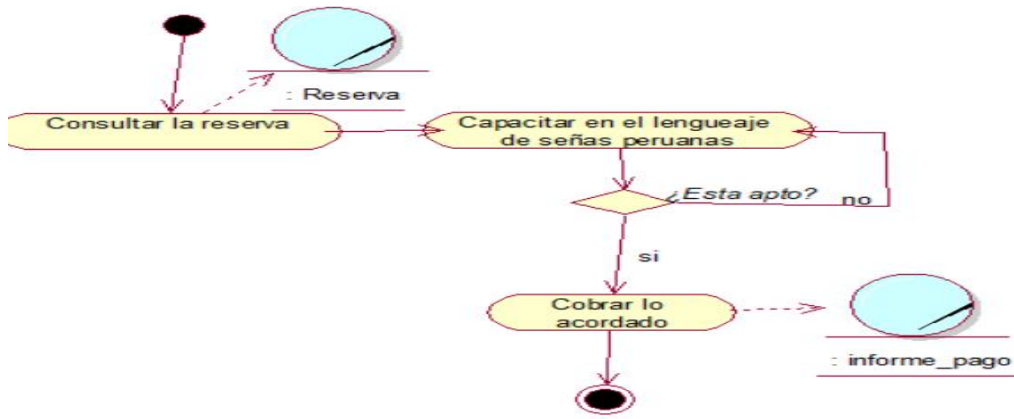 : Reserva
Consultar la reserva
Capacitar en el lengueaje
de señas peruanas
¿Esta apto?
no
si
Cobrar lo
acordado
: informe_pago